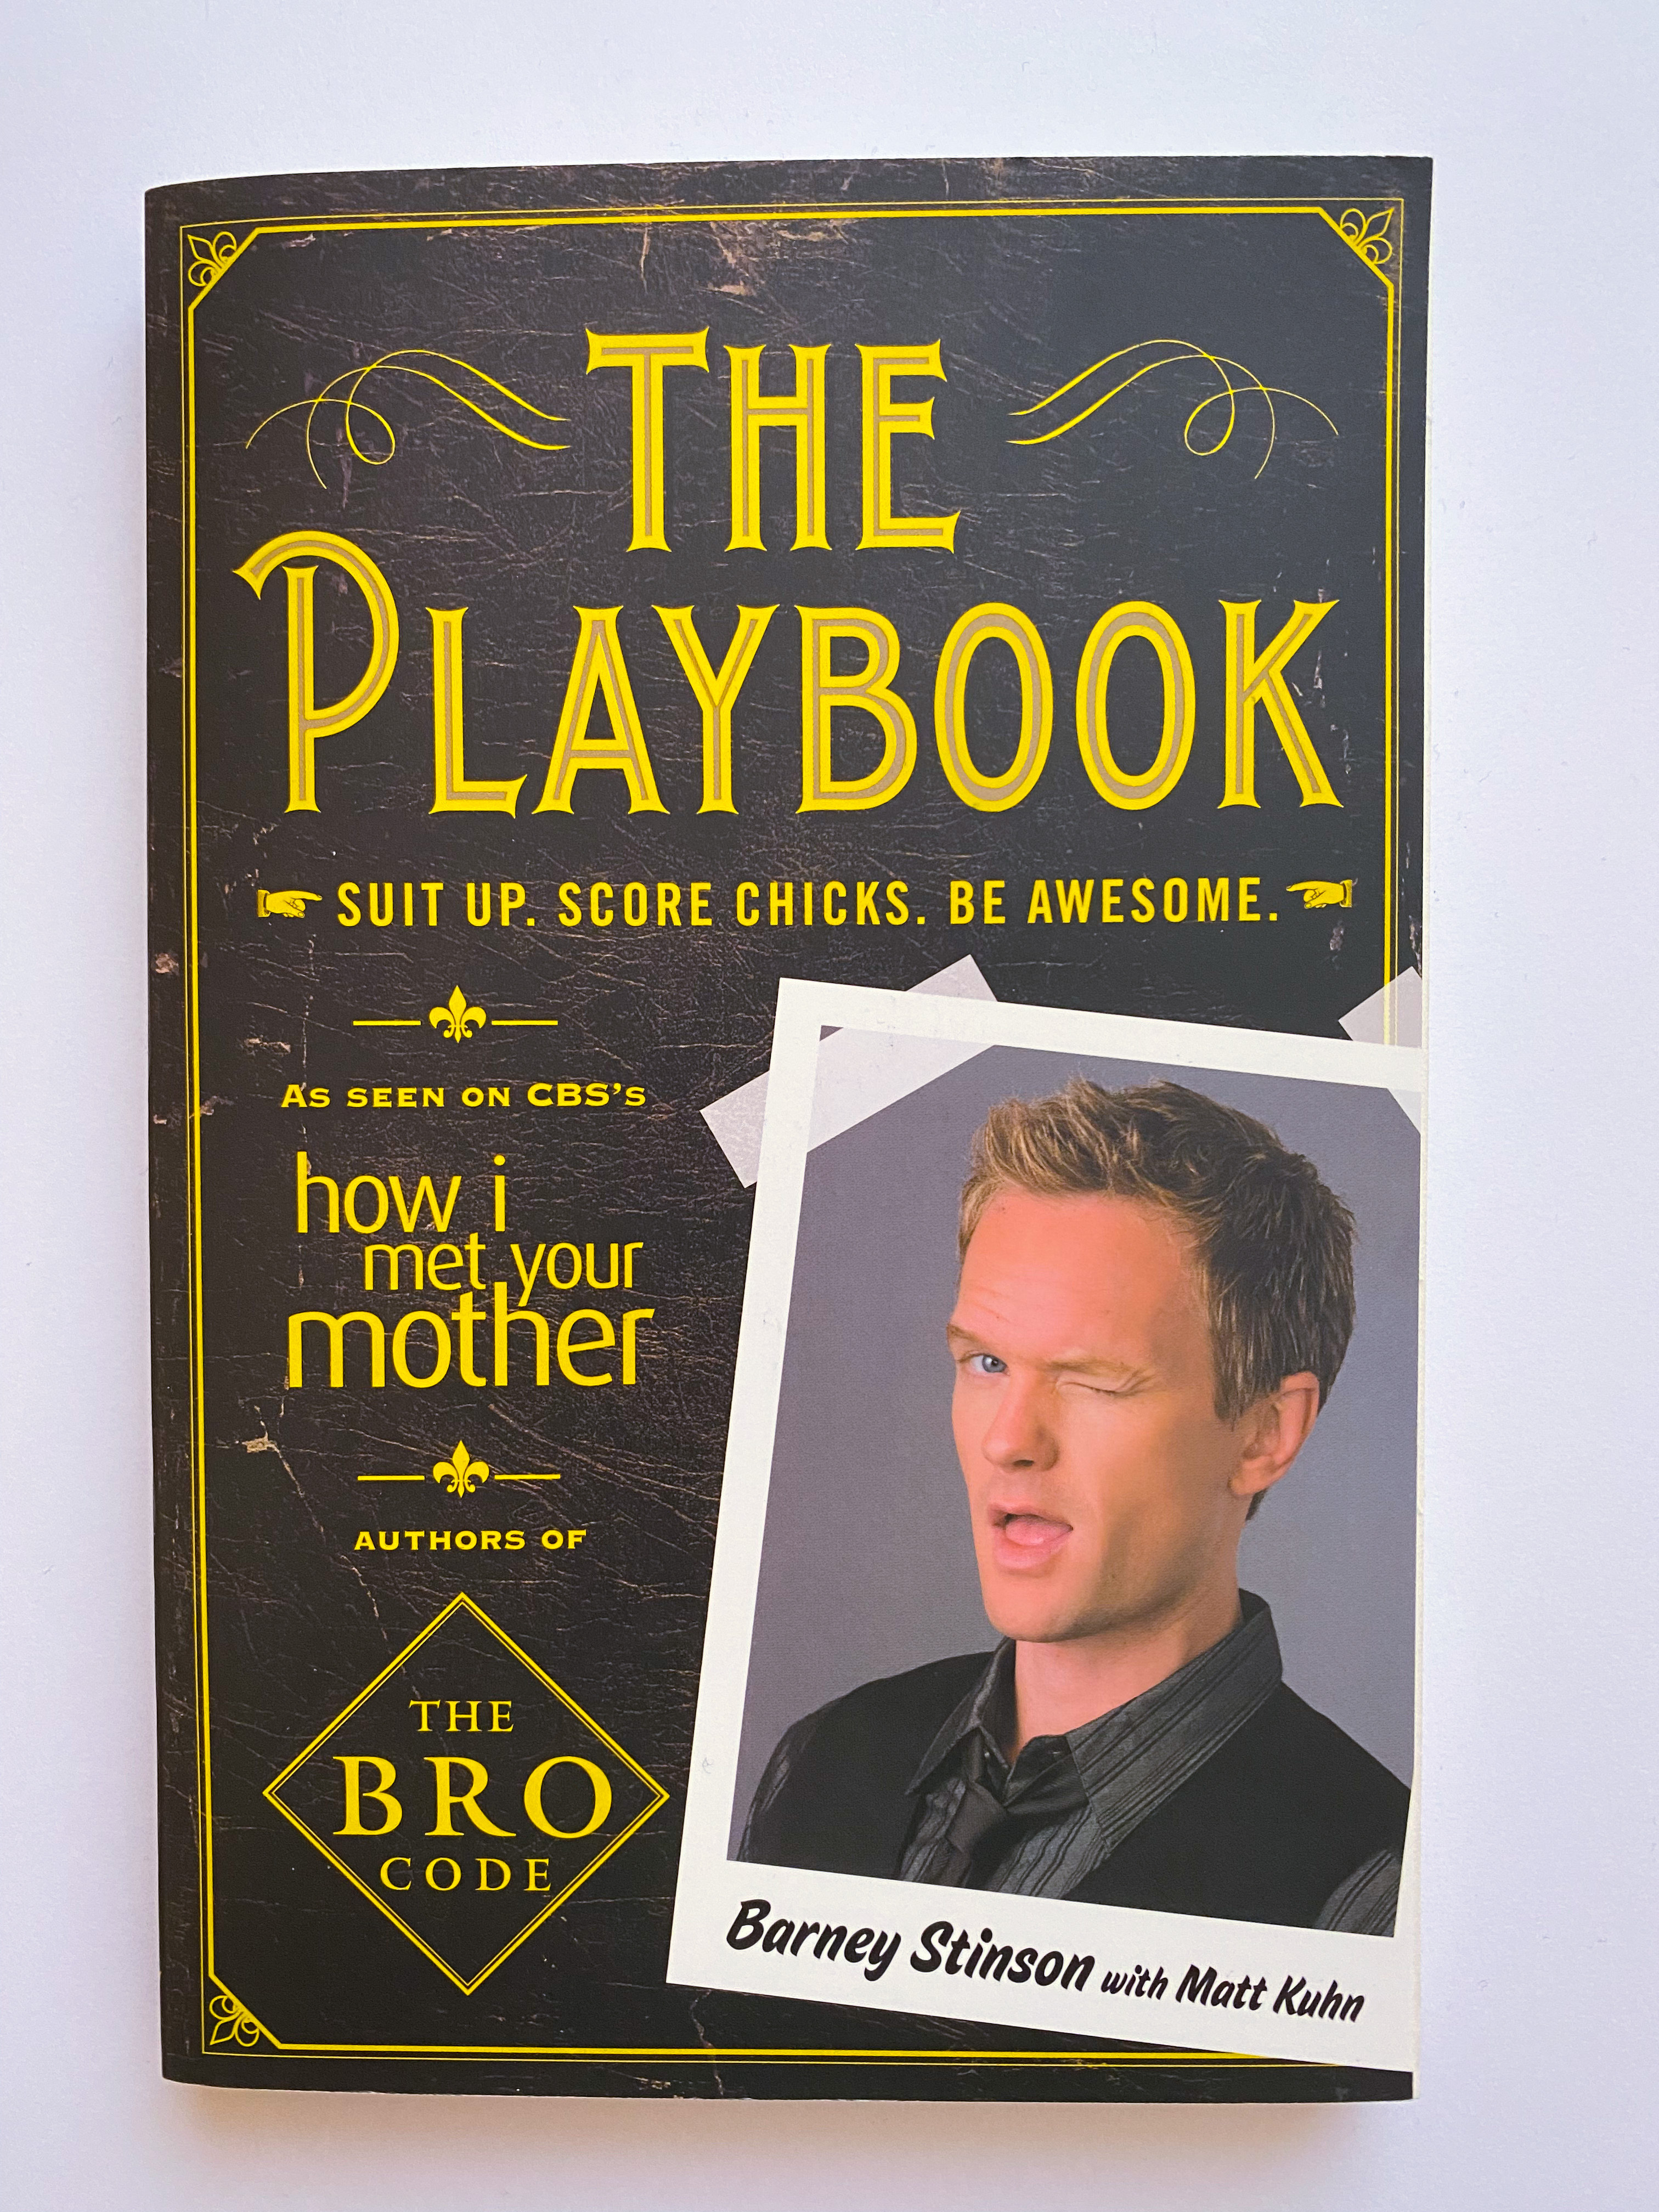 THE
PLAYBOOK
SUIT UP. SCORE CHICKS. BE AWESOME.
AS SEEN ON CBS's
how i
met your
mother
AUTHORS OF
THE
BRO
CODE
Barney Stinson with Matt Kuhn